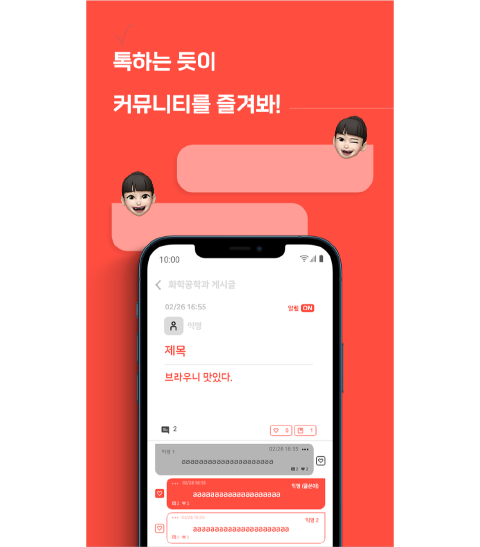 톡하는 듯이
커뮤니티를 즐겨봐!
10:00
화학공학과 게시글
02/26 16:55
알림 ON
익명
제목
브라우니 맛있다.
2
0
1
익명 1
02/26 16:55
aaaaaaaaaaaaaaaaaaaaa
02/26 16:55
익명 (글쓴이)
aaaaaaaaaaaaaaaaaaaa
02/26 16:55
익명 2
aaaaaaaaaaaaaaaaaaaaaa